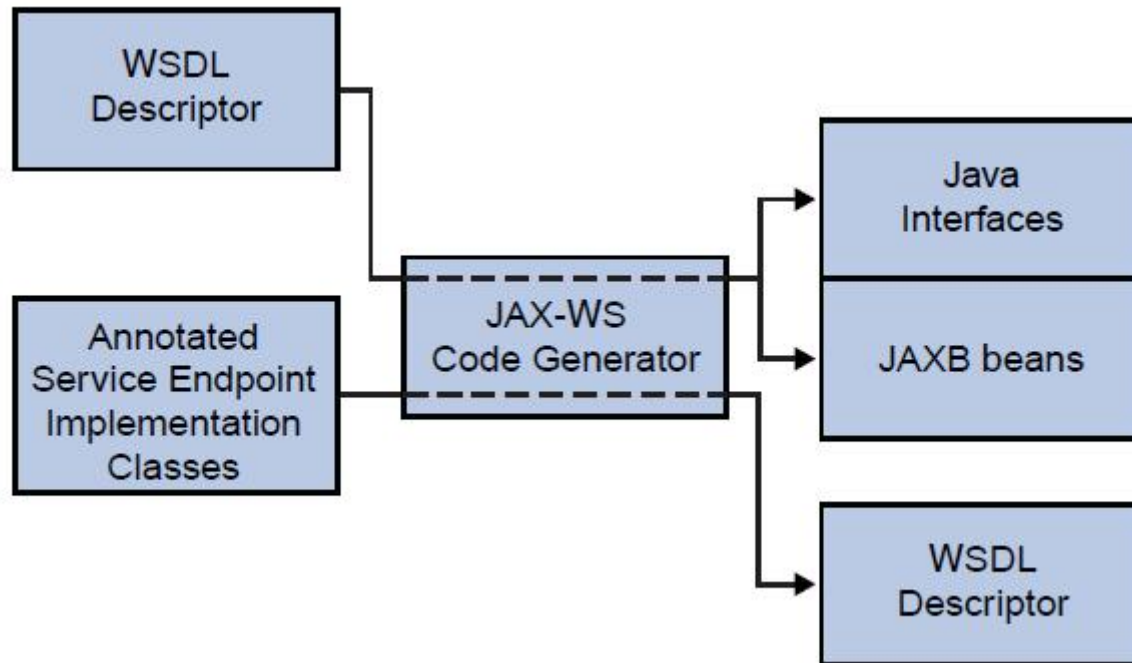 WSDL
Descriptor
Java
Interfaces
Annotated
Service Endpoint
Implementation
Classes
JAX-WS
Code Generator
JAXB beans
WSDL
Descriptor